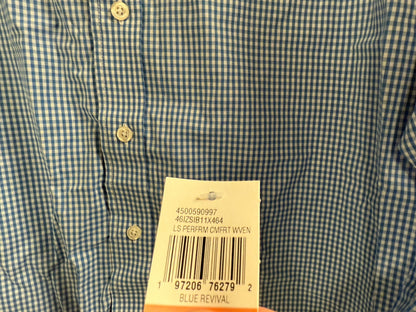 4500590997
46IZSIB11X464
LS PERFRM CMFRT WVEN
1 97206 76279 2
BLUE REVIVAL